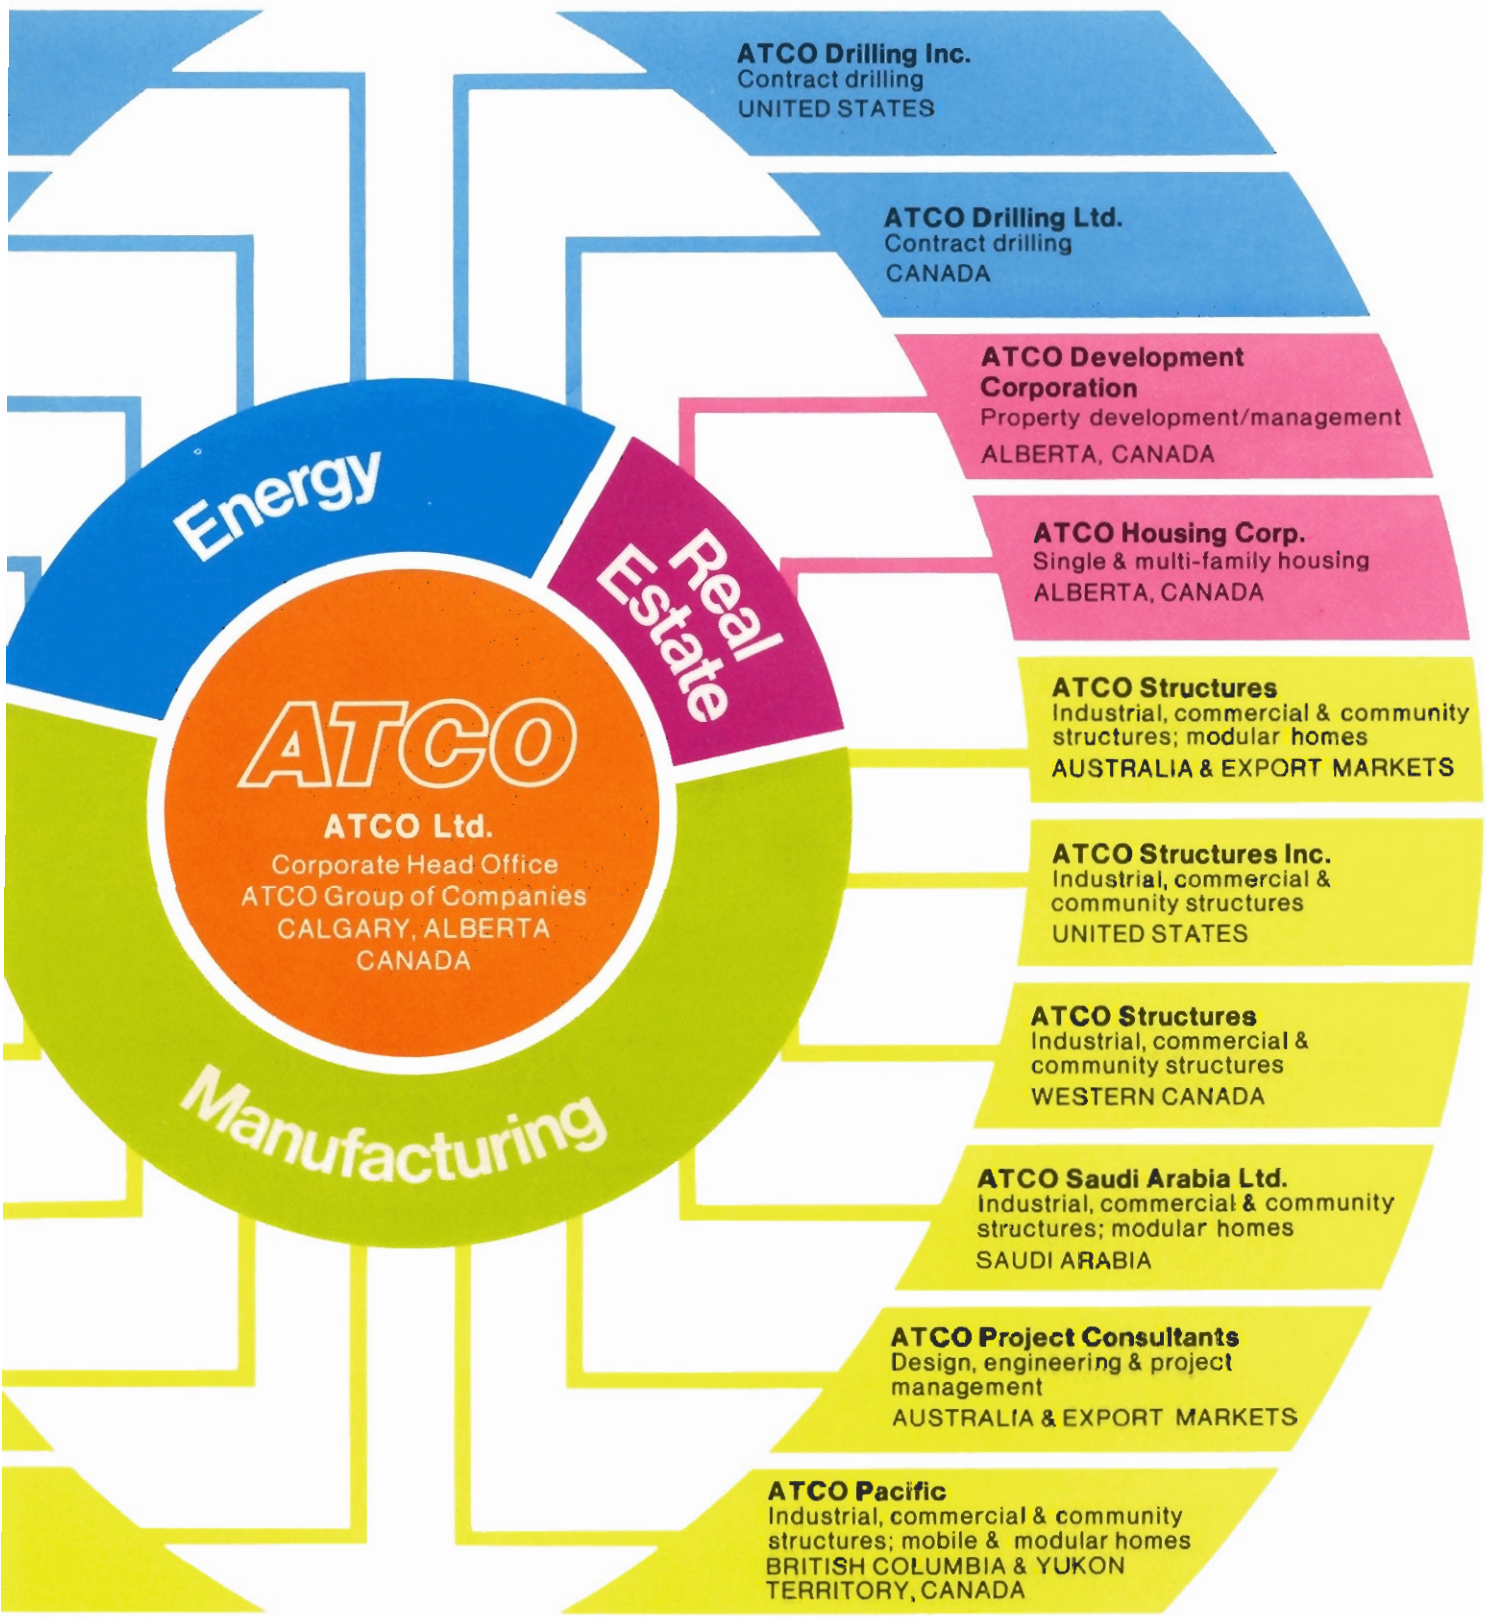 ATCO Drilling Inc.
Contract drilling
UNITED STATES
ATCO Drilling Ltd.
Contract drilling
CANADA
ATCO Development
Corporation
Property development/management
ALBERTA, CANADA
ATCO Housing Corp.
Single & multi-family housing
ALBERTA, CANADA
ATCO Structures
Industrial, commercial & community
structures; modular homes
AUSTRALIA & EXPORT MARKETS
ATCO Structures Inc.
Industrial, commercial &
community structures
UNITED STATES
ATCO Structures
Industrial, commercial &
community structures
WESTERN CANADA
ATCO Saudi Arabia Ltd.
Industrial, commercial & community
structures; modular homes
SAUDI ARABIA
ATCO Project Consultants
Design, engineering & project
management
AUSTRALIA & EXPORT MARKETS
ATCO Pacific
Industrial, commercial & community
structures; mobile & modular homes
BRITISH COLUMBIA & YUKON
TERRITORY, CANADA
Energy
Real
Estate
Manufacturing
ATCO
ATCO Ltd.
Corporate Head Office
ATCO Group of Companies
CALGARY, ALBERTA
CANADA